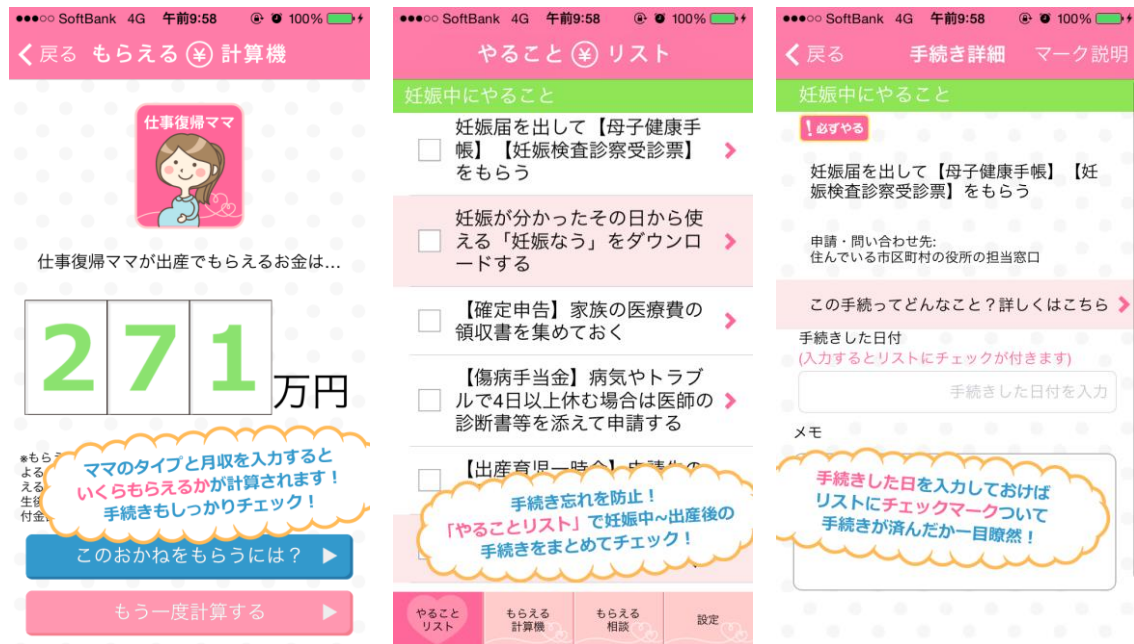 ●●●○○ SoftBank 4G 午前9:58 100%
戻る もらえる ¥ 計算機
仕事復帰ママ
仕事復帰ママが出産でもらえるお金は...
271
万円
※もら
よる
える
生後
付金
ママのタイプと月収を入力すると
いくらもらえるかが計算されます!
手続きもしっかりチェック!
このおかねをもらうには?
もう一度計算する
●●●○○ SoftBank 4G 午前9:58 100%
やること ¥ リスト
妊娠中にやること
妊娠届を出して【母子健康手
帳】【妊娠検査診察受診票】
をもらう
妊娠が分かったその日から使
える「妊娠なう」をダウンロ
ードする
【確定申告】家族の医療費の
領収書を集めておく
【傷病手当金】病気やトラブ
ルで4日以上休む場合は医師の
診断書等を添えて申請する
【出産育児一時金】申請先の
手続き忘れを防止!
「やることリスト」で妊娠中~出産後の
手続きをまとめてチェック!
やること
リスト
もらえる
計算機
もらえる
相談
設定
●●●○○ SoftBank 4G 午前9:58 100%
戻る 手続き詳細 マーク説明
妊娠中にやること
!必ずやる
妊娠届を出して【母子健康手帳】【妊
娠検査診察受診票】をもらう
申請・問い合わせ先:
住んでいる市区町村の役所の担当窓口
この手続ってどんなこと?詳しくはこちら
手続きした日付
(入力するとリストにチェックが付きます)
手続きした日付を入力
メモ
手続きした日を入力しておけば
リストにチェックマークついて
手続きが済んだか一目瞭然!